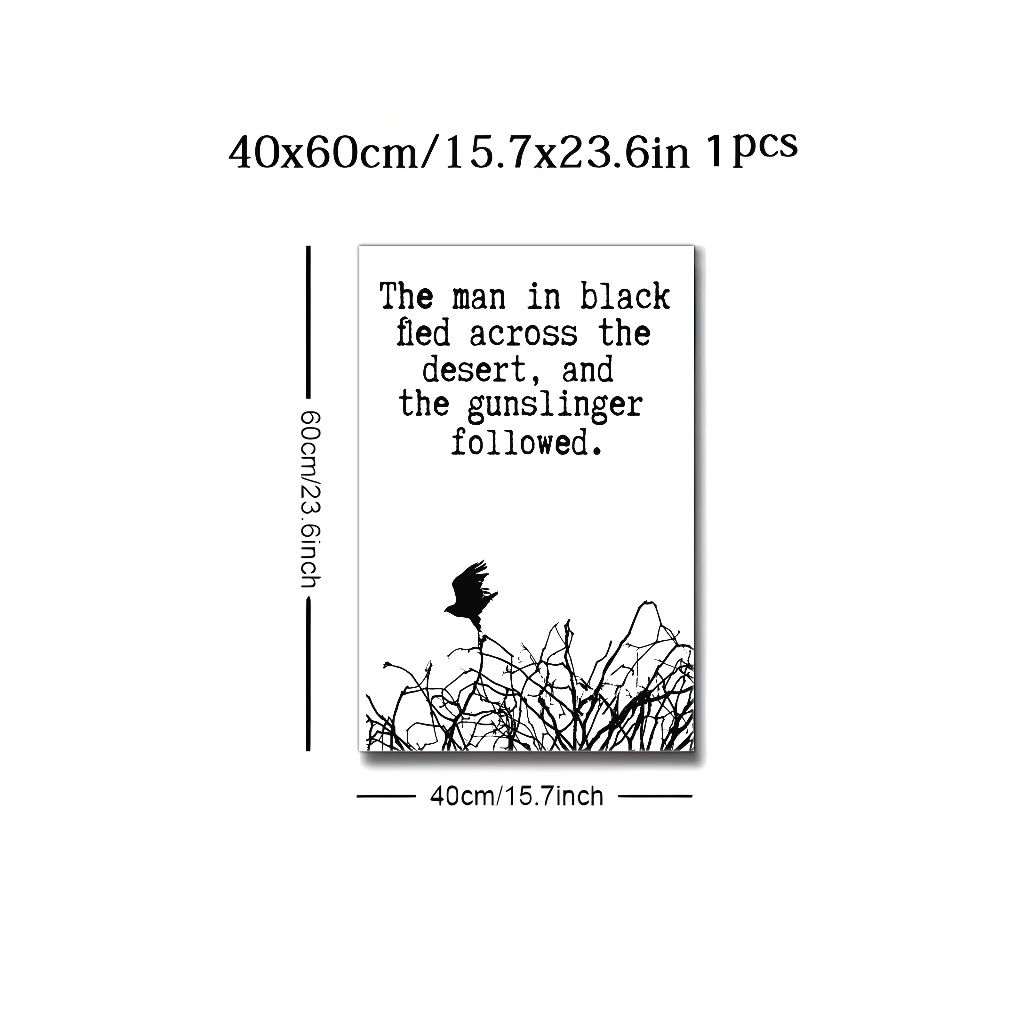 40x60cm/15.7x23.6in 1pcs
The man in black
fled across the
desert, and
the gunslinger
followed.
60cm/23.6inch
40cm/15.7inch